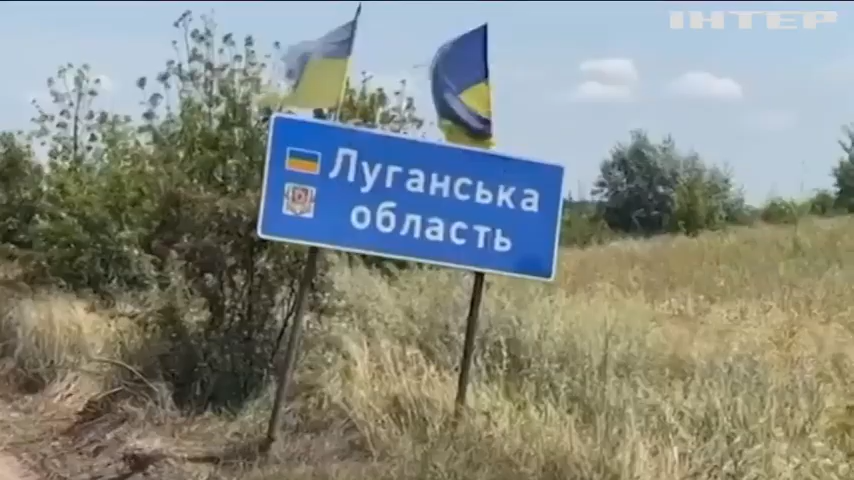 ІНТЕР
Луганська
область